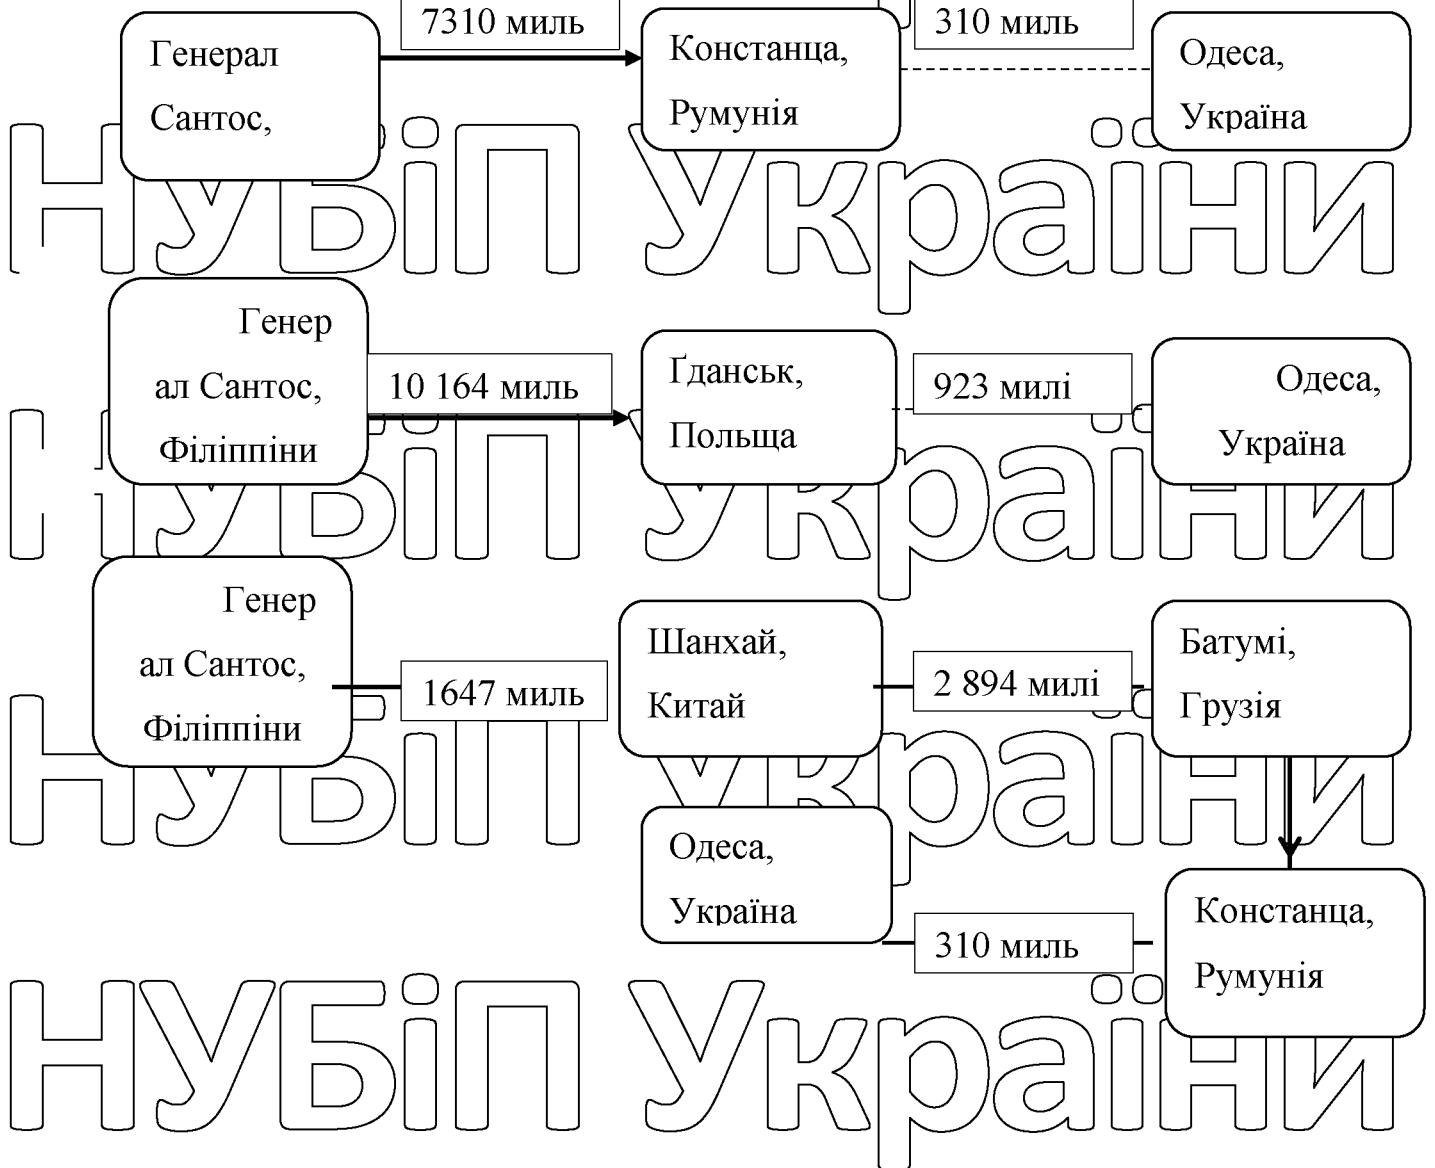 7310 миль
310 миль
Генерал
Сантос,
Констанца,
Румунія
Одеса,
Україна
НУБіП України
Генер
ал Сантос,
Філіппіни
10 164 миль
Ґданськ,
Польща
923 милі
Одеса,
Україна
НУБіП України
Генер
ал Сантос,
Філіппіни
1647 миль
Шанхай,
Китай
2 894 милі
Батумі,
Грузія
НУБіП України
Одеса,
Україна
310 миль
Констанца,
Румунія
НУБіП України